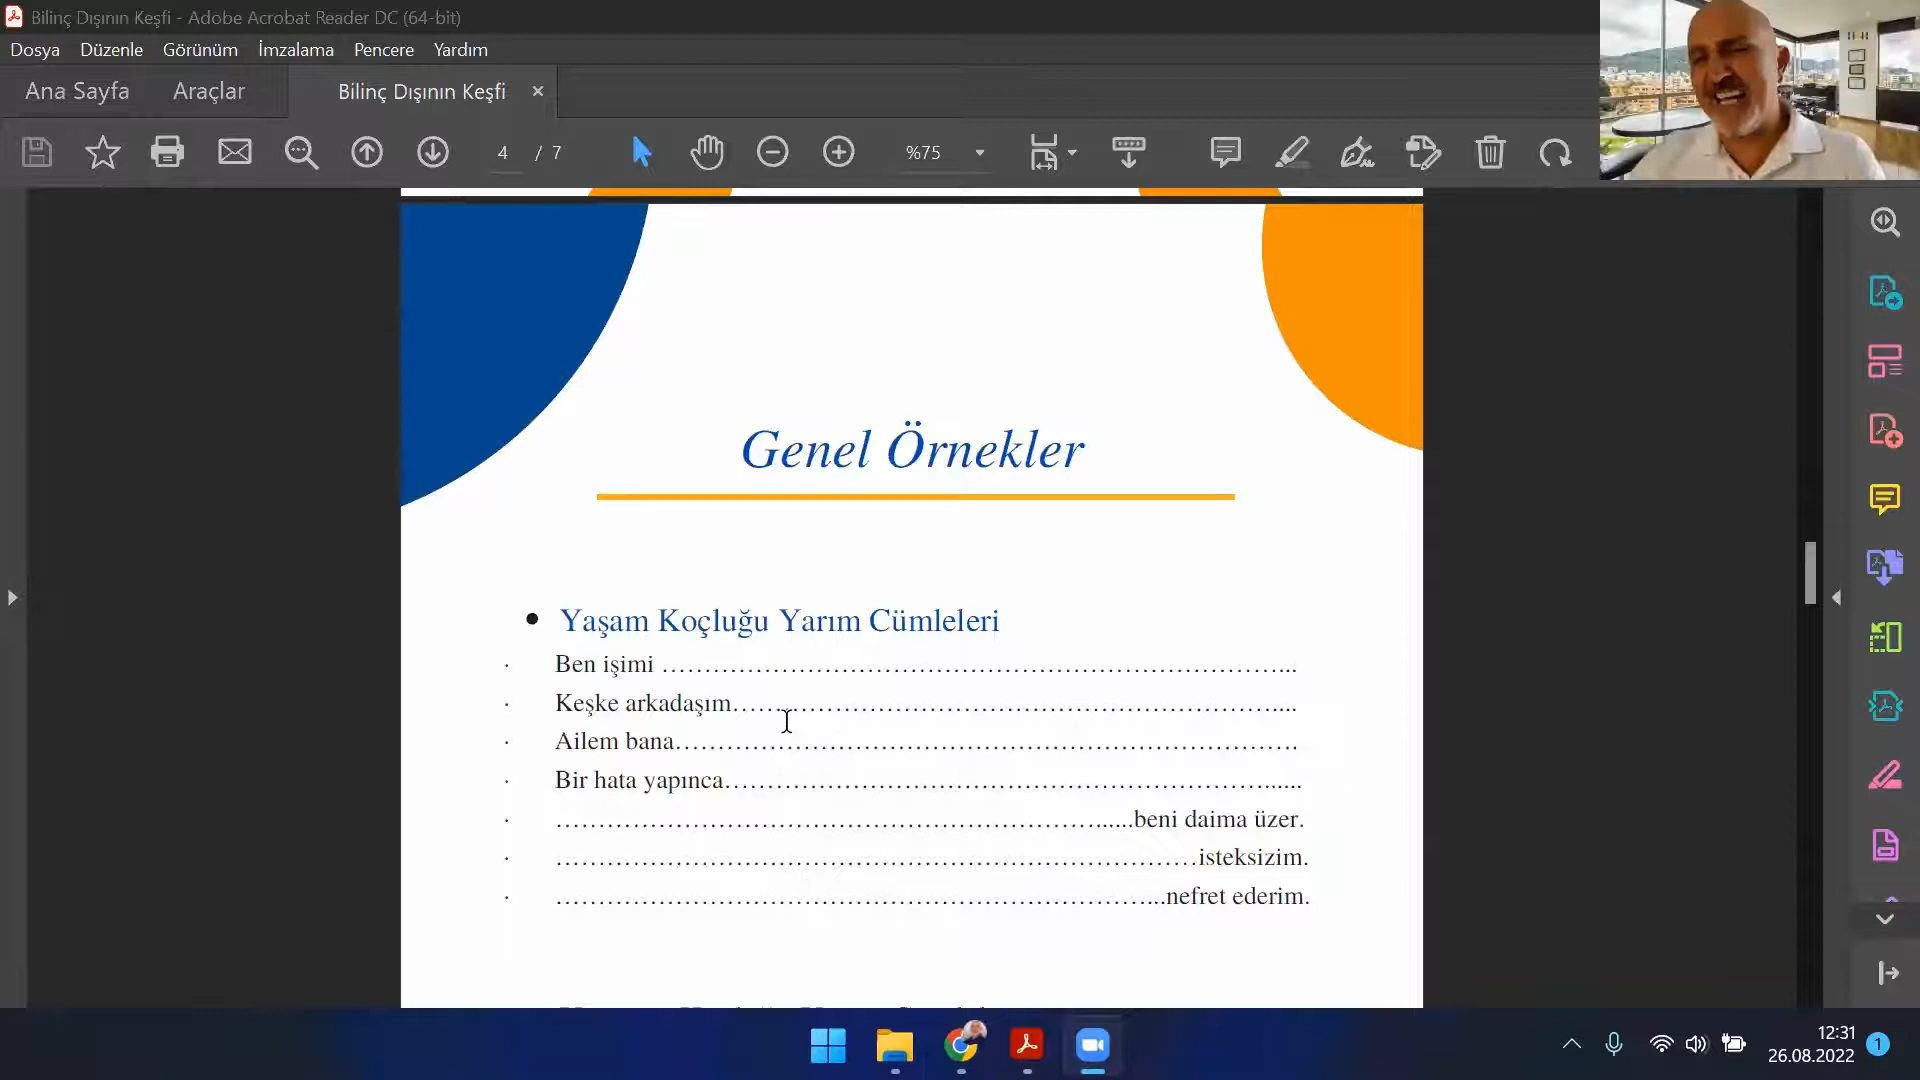 Bilinç Dışının Keşfi - Adobe Acrobat Reader DC (64-bit)
Dosya Düzenle Görünüm İmzalama Pencere Yardım
Ana Sayfa Araçlar Bilinç Dışının Keşfi ×
4 / 7 %75
Genel Örnekler
• Yaşam Koçluğu Yarım Cümleleri
· Ben işimi ……………………………………………………………………...
· Keşke arkadaşım………………………………………………………...
· Ailem bana………………………………………………………………….
· Bir hata yapınca………………………………………………………......
· ……………………………………………………….....beni daima üzer.
· ………………………………………………………………….isteksizim.
· ……………………………………………………………...nefret ederim.
12:31
26.08.2022 1